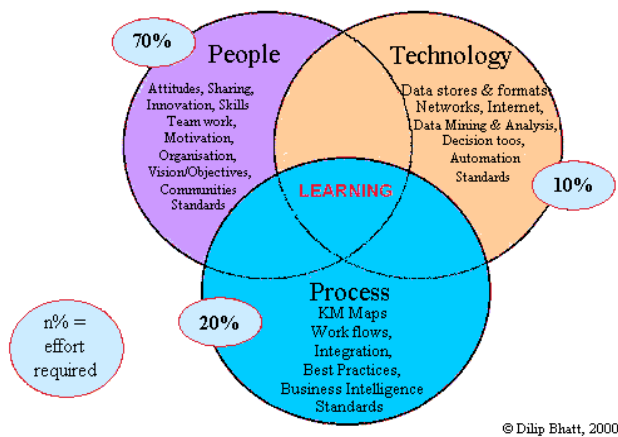 70%
People
Attitudes, Sharing,
Innovation, Skills
Team work,
Motivation,
Organisation,
Vision/Objectives,
Communities
Standards
Technology
Data stores & formats
Networks, Internet,
Data Mining & Analysis,
Decision toos,
Automation
Standards
10%
LEARNING
Process
KM Maps
Work flows,
Integration,
Best Practices,
Business Intelligence
Standards
20%
n% =
effort
required
© Dilip Bhatt, 2000